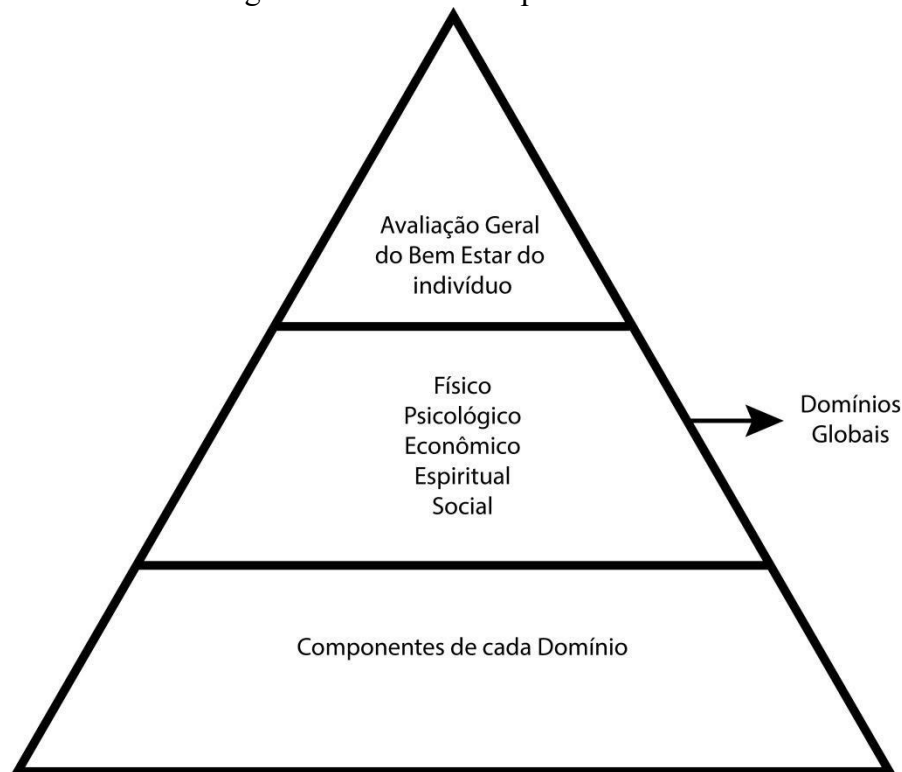 Avaliação Geral
do Bem Estar do
indivíduo
Físico
Psicológico
Econômico
Espiritual
Social
Domínios
Globais
Componentes de cada Domínio